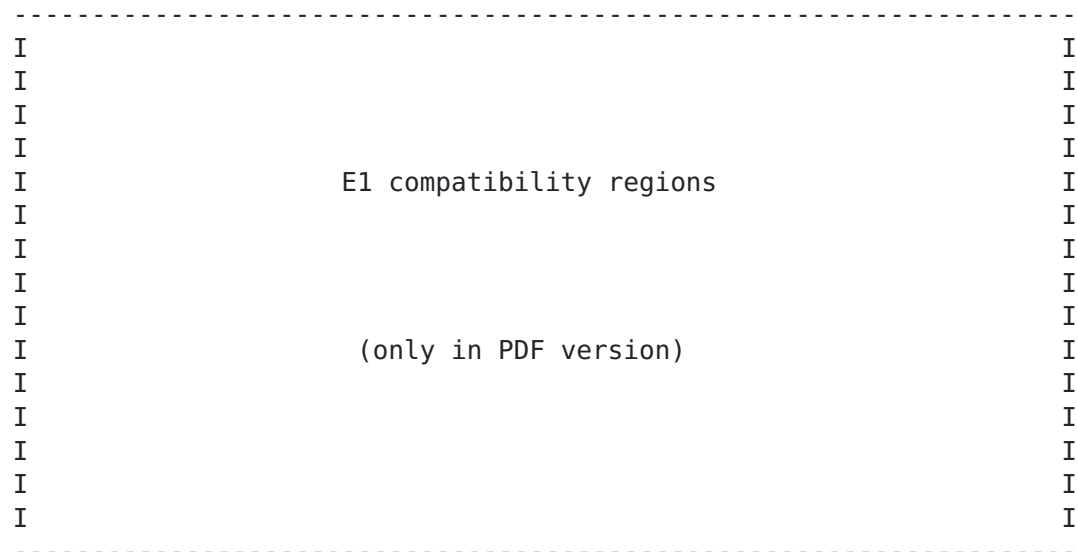 --------------------------------------------------------------------
I                                                                  I
I                                                                  I
I                                                                  I
I                                                                  I
I                    E1 compatibility regions                      I
I                                                                  I
I                                                                  I
I                                                                  I
I                                                                  I
I                     (only in PDF version)                        I
I                                                                  I
I                                                                  I
I                                                                  I
I                                                                  I
I                                                                  I
--------------------------------------------------------------------